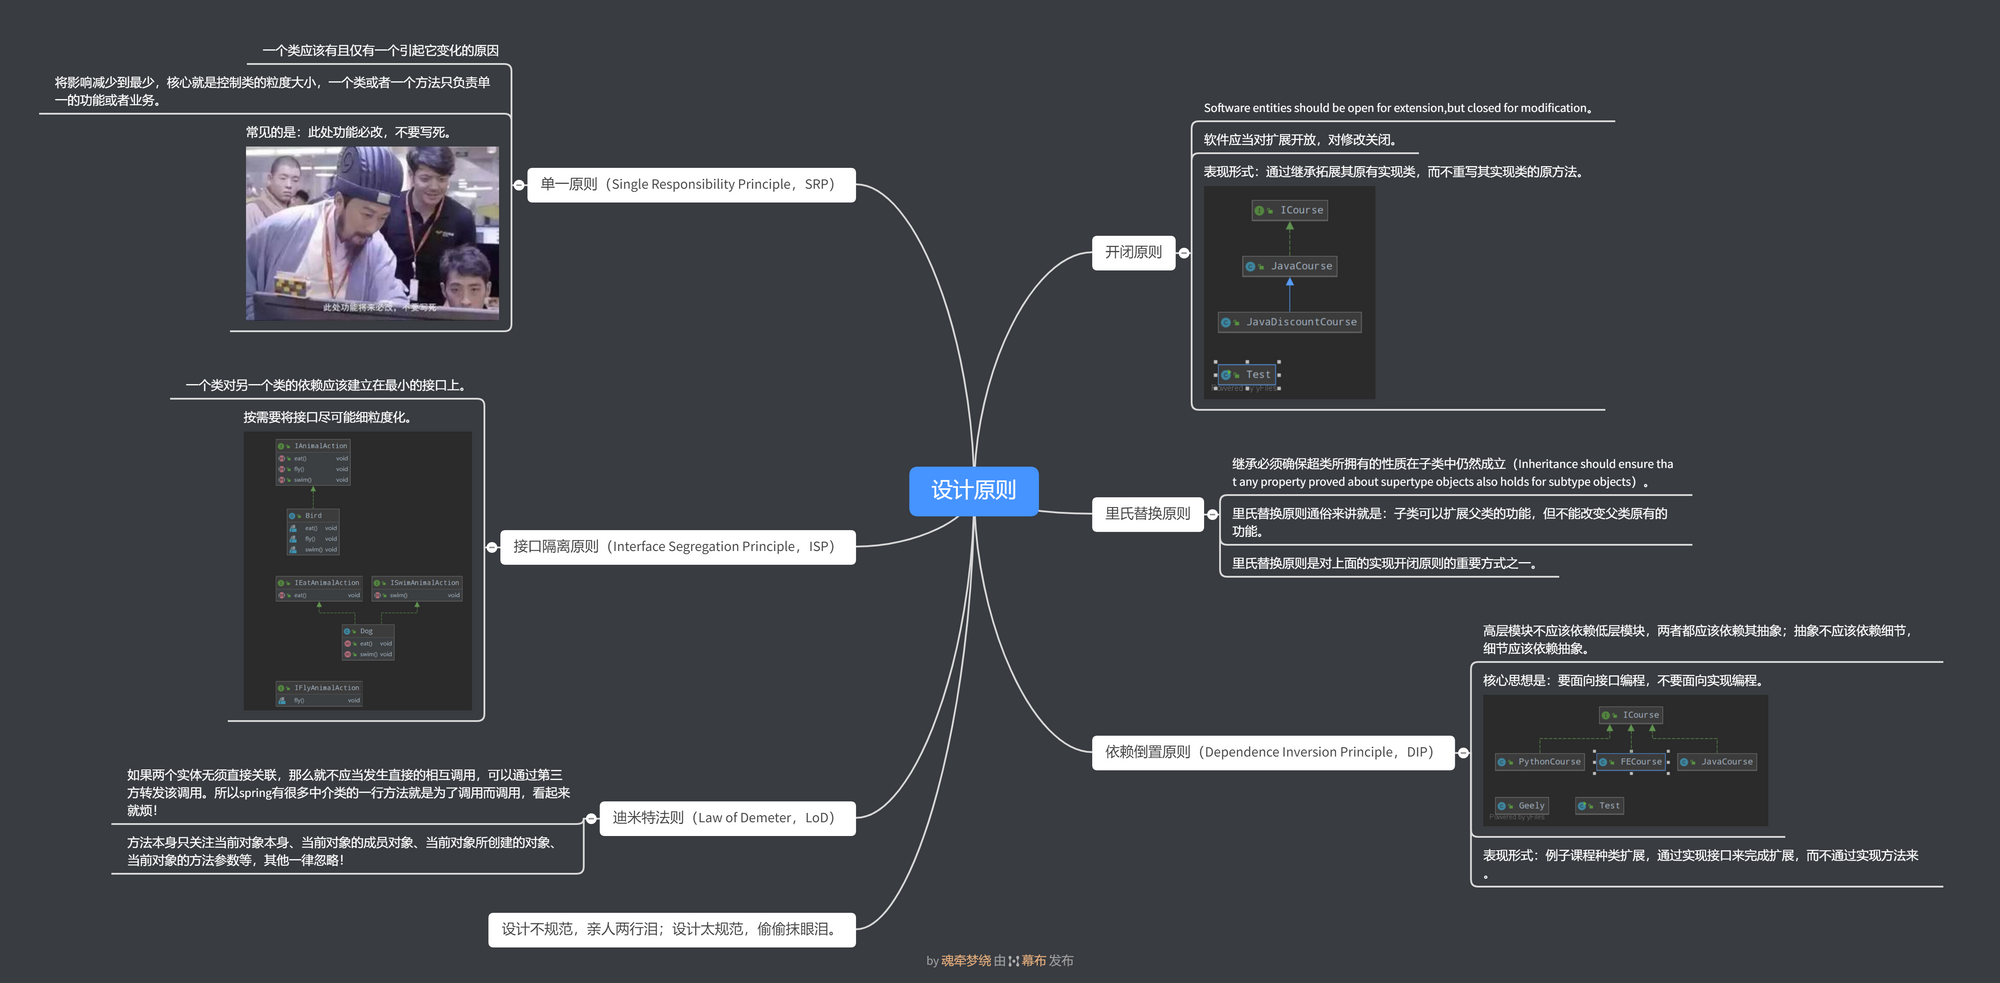 设计原则
单一原则（Single Responsibility Principle，SRP）
一个类应该有且仅有一个引起它变化的原因
将影响减少到最少，核心就是控制类的粒度大小，一个类或者一个方法只负责单
一的功能或者业务。
常见的是：此处功能必改，不要写死。
此处功能将来必改，不要写死
接口隔离原则（Interface Segregation Principle，ISP）
一个类对另一个类的依赖应该建立在最小的接口上。
按需要将接口尽可能细粒度化。
IAnimalAction
eat() void
fly() void
swim() void
Bird
eat() void
fly() void
swim() void
IEatAnimalAction
eat() void
ISwimAnimalAction
swim() void
Dog
eat() void
swim() void
IFlyAnimalAction
fly() void
迪米特法则（Law of Demeter，LoD）
如果两个实体无须直接关联，那么就不应当发生直接的相互调用，可以通过第三
方转发该调用。所以spring有很多中介类的一行方法就是为了调用而调用，看起来
就烦！
方法本身只关注当前对象本身、当前对象的成员对象、当前对象所创建的对象、
当前对象的方法参数等，其他一律忽略！
设计不规范，亲人两行泪；设计太规范，偷偷抹眼泪。
开闭原则
Software entities should be open for extension,but closed for modification。
软件应当对扩展开放，对修改关闭。
表现形式：通过继承拓展其原有实现类，而不重写其实现类的原方法。
ICourse
JavaCourse
JavaDiscountCourse
Test
Powered by yFiles
里氏替换原则
继承必须确保超类所拥有的性质在子类中仍然成立（Inheritance should ensure tha
t any property proved about supertype objects also holds for subtype objects）。
里氏替换原则通俗来讲就是：子类可以扩展父类的功能，但不能改变父类原有的
功能。
里氏替换原则是对上面的实现开闭原则的重要方式之一。
依赖倒置原则（Dependence Inversion Principle，DIP）
高层模块不应该依赖低层模块，两者都应该依赖其抽象；抽象不应该依赖细节，
细节应该依赖抽象。
核心思想是：要面向接口编程，不要面向实现编程。
ICourse
PythonCourse
FECourse
JavaCourse
Geely
Test
Powered by yFiles
表现形式：例子课程种类扩展，通过实现接口来完成扩展，而不通过实现方法来
。
by 魂牵梦绕 由 幕布 发布